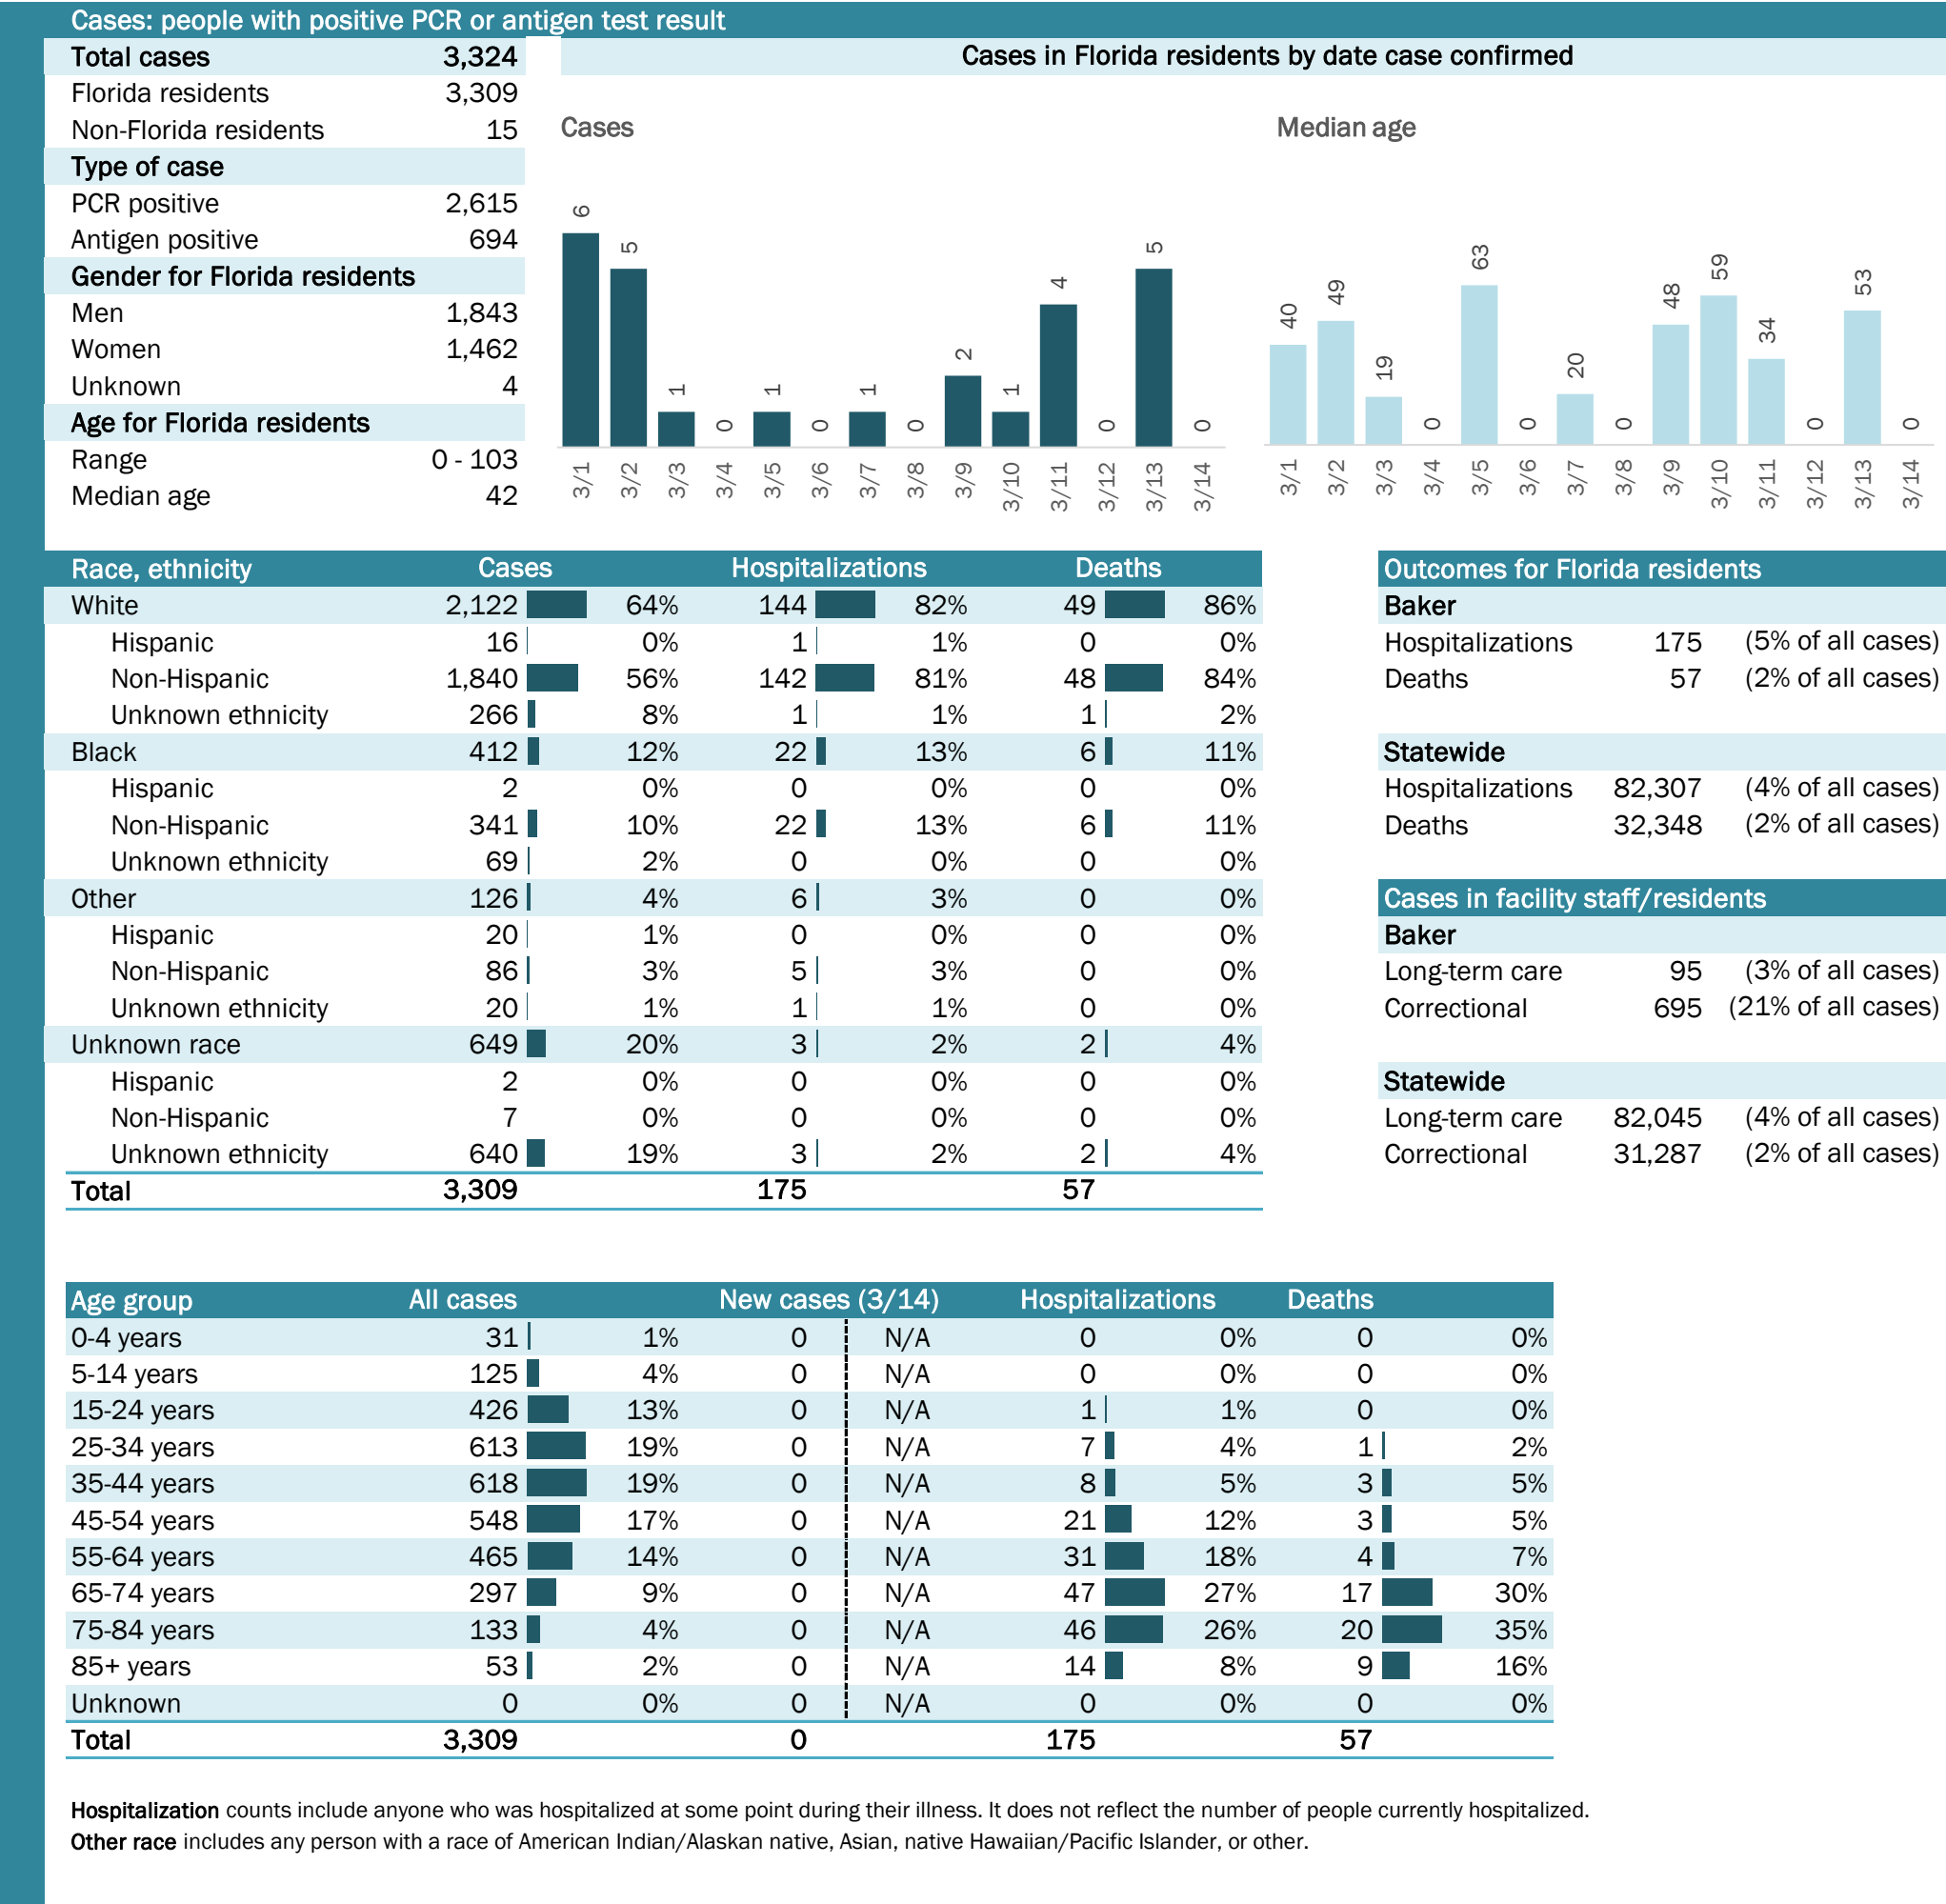 Cases: people with positive PCR or antigen test result
Total cases 3,324
Florida residents 3,309
Non-Florida residents 15
Type of case
PCR positive 2,615
Antigen positive 694
Gender for Florida residents
Men 1,843
Women 1,462
Unknown 4
Age for Florida residents
Range 0 - 103
Median age 42
Cases in Florida residents by date case confirmed
Cases
6 5 1 0 1 0 1 0 2 1 4 0 5 0
3/1 3/2 3/3 3/4 3/5 3/6 3/7 3/8 3/9 3/10 3/11 3/12 3/13 3/14
Median age
40 49 19 0 63 0 20 0 48 59 34 0 53 0
3/1 3/2 3/3 3/4 3/5 3/6 3/7 3/8 3/9 3/10 3/11 3/12 3/13 3/14
Race, ethnicity Cases Hospitalizations Deaths
White 2,122 64% 144 82% 49 86%
Hispanic 16 0% 1 1% 0 0%
Non-Hispanic 1,840 56% 142 81% 48 84%
Unknown ethnicity 266 8% 1 1% 1 2%
Black 412 12% 22 13% 6 11%
Hispanic 2 0% 0 0% 0 0%
Non-Hispanic 341 10% 22 13% 6 11%
Unknown ethnicity 69 2% 0 0% 0 0%
Other 126 4% 6 3% 0 0%
Hispanic 20 1% 0 0% 0 0%
Non-Hispanic 86 3% 5 3% 0 0%
Unknown ethnicity 20 1% 1 1% 0 0%
Unknown race 649 20% 3 2% 2 4%
Hispanic 2 0% 0 0% 0 0%
Non-Hispanic 7 0% 0 0% 0 0%
Unknown ethnicity 640 19% 3 2% 2 4%
Total 3,309 175 57
Outcomes for Florida residents
Baker
Hospitalizations 175 (5% of all cases)
Deaths 57 (2% of all cases)
Statewide
Hospitalizations 82,307 (4% of all cases)
Deaths 32,348 (2% of all cases)
Cases in facility staff/residents
Baker
Long-term care 95 (3% of all cases)
Correctional 695 (21% of all cases)
Statewide
Long-term care 82,045 (4% of all cases)
Correctional 31,287 (2% of all cases)
Age group All cases New cases (3/14) Hospitalizations Deaths
0-4 years 31 1% 0 N/A 0 0% 0 0%
5-14 years 125 4% 0 N/A 0 0% 0 0%
15-24 years 426 13% 0 N/A 1 1% 0 0%
25-34 years 613 19% 0 N/A 7 4% 1 2%
35-44 years 618 19% 0 N/A 8 5% 3 5%
45-54 years 548 17% 0 N/A 21 12% 3 5%
55-64 years 465 14% 0 N/A 31 18% 4 7%
65-74 years 297 9% 0 N/A 47 27% 17 30%
75-84 years 133 4% 0 N/A 46 26% 20 35%
85+ years 53 2% 0 N/A 14 8% 9 16%
Unknown 0 0% 0 N/A 0 0% 0 0%
Total 3,309 0 175 57
Hospitalization counts include anyone who was hospitalized at some point during their illness. It does not reflect the number of people currently hospitalized.
Other race includes any person with a race of American Indian/Alaskan native, Asian, native Hawaiian/Pacific Islander, or other.